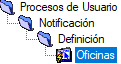 Procesos de Usuario
Notificación
Definición
Oficinas